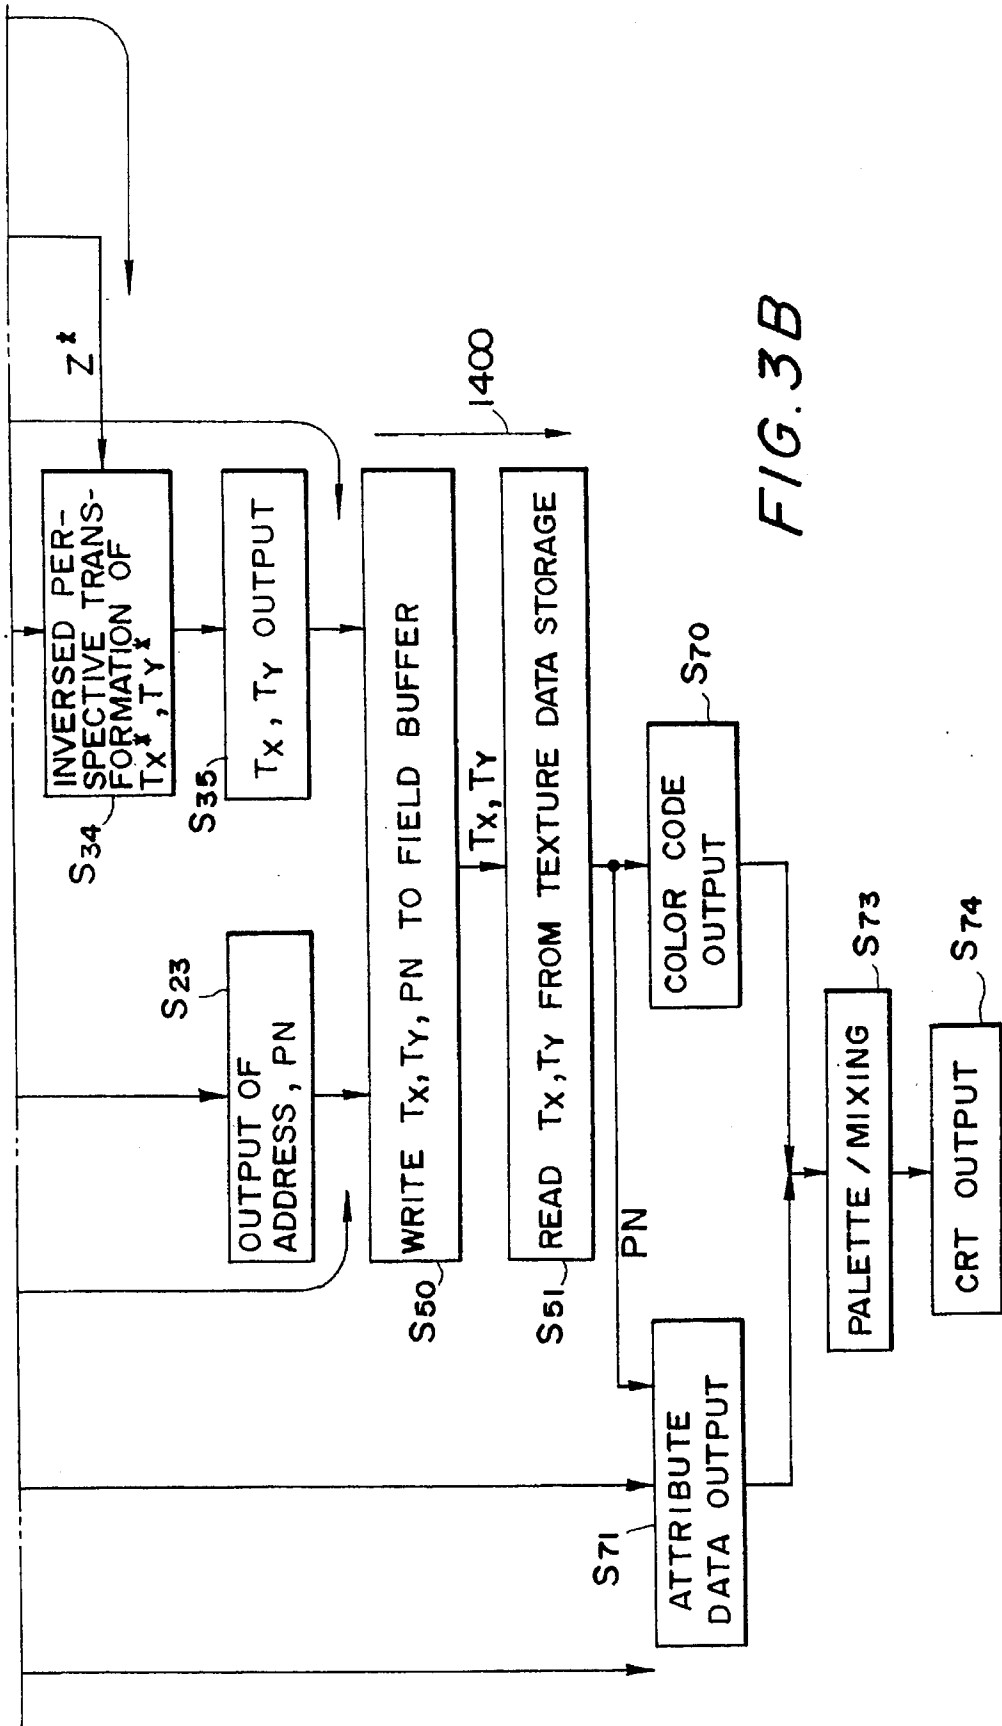 Z*
INVERSED PER-
SPECTIVE TRANS-
FORMATION OF
Tx*,Ty*
S34
S35
Tx, Ty OUTPUT
S23
OUTPUT OF
ADDRESS, PN
1400
WRITE Tx,Ty, PN TO FIELD BUFFER
S50
Tx, Ty
READ Tx,Ty FROM TEXTURE DATA STORAGE
S51
PN
S70
COLOR CODE
OUTPUT
S71
ATTRIBUTE
DATA OUTPUT
PALETTE/MIXING
S73
CRT OUTPUT
S74
FIG. 3B